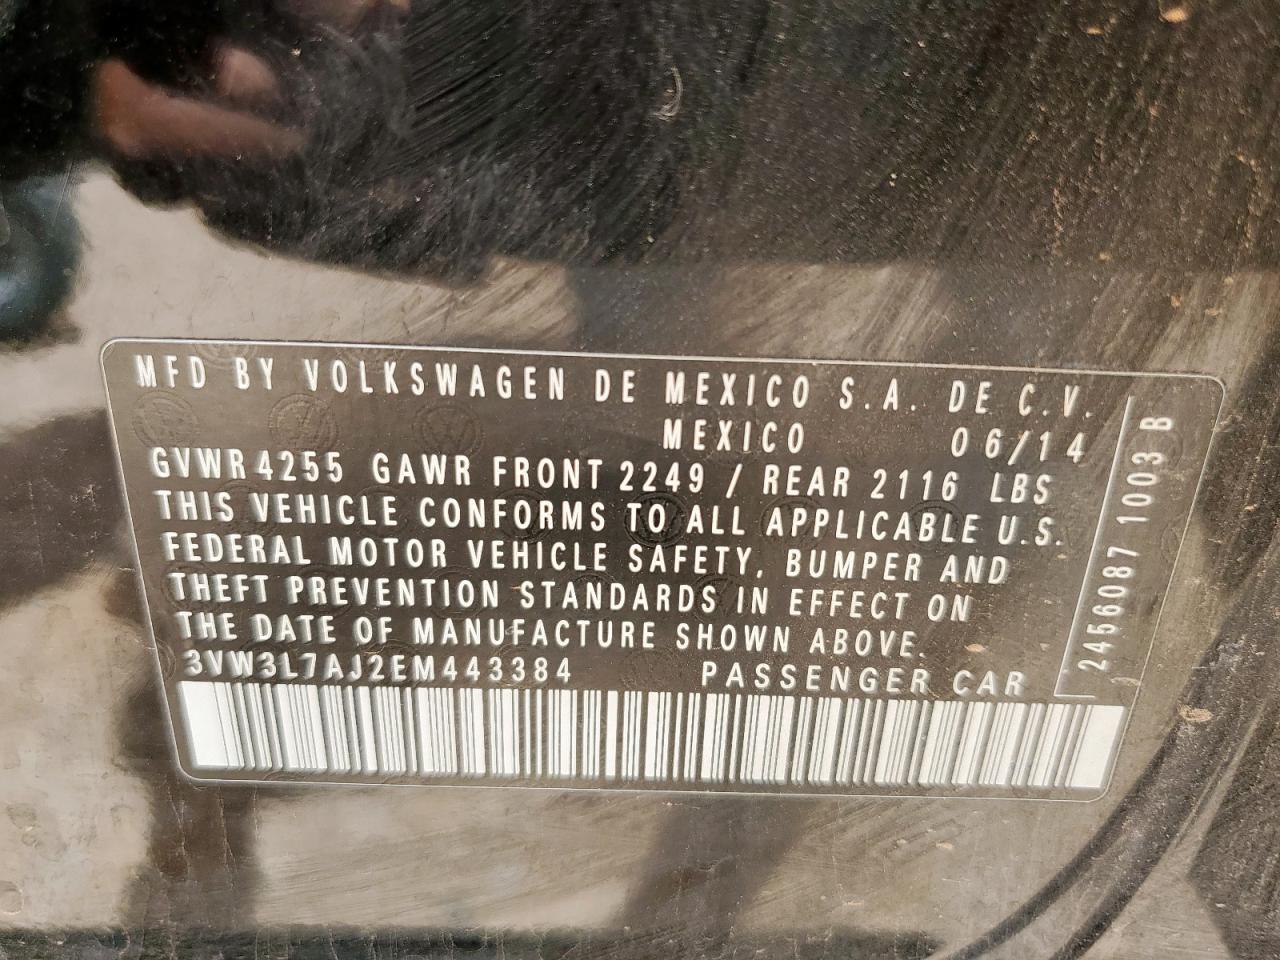 MFD BY VOLKSWAGEN DE MEXICO S.A. DE C.V.
MEXICO 06/14
GVWR 4255 GAWR FRONT 2249 / REAR 2116 LBS
THIS VEHICLE CONFORMS TO ALL APPLICABLE U.S.
FEDERAL MOTOR VEHICLE SAFETY, BUMPER AND
THEFT PREVENTION STANDARDS IN EFFECT ON
THE DATE OF MANUFACTURE SHOWN ABOVE.
3VW3L7AJ2EM443384 PASSENGER CAR
2456087 1003 B